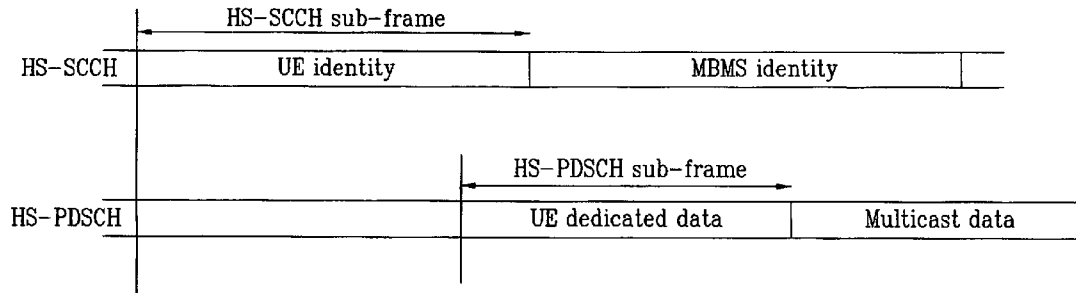 HS-SCCH sub-frame
HS-SCCH UE identity MBMS identity
HS-PDSCH sub-frame
HS-PDSCH UE dedicated data Multicast data